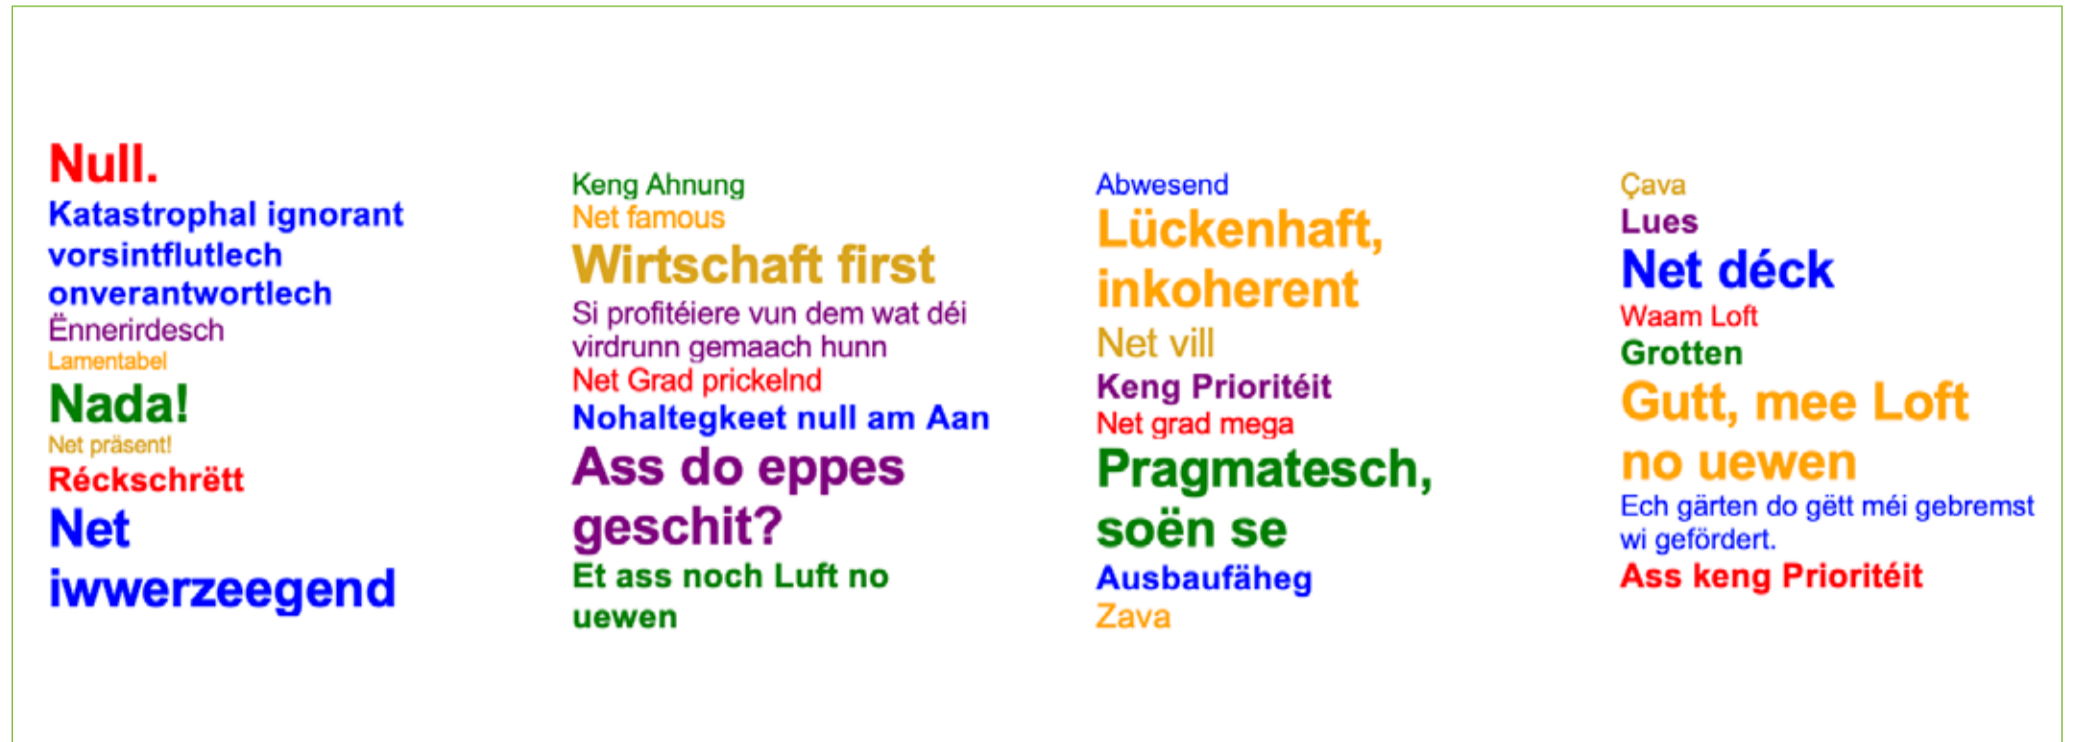 Null.
Katastrophal ignorant
vorsintflutlech
onverantwortlech
Ënnerirdesch
Lamentabel
Nada!
Net präsent!
Réckschrëtt
Net
iwwerzeegend
Keng Ahnung
Net famous
Wirtschaft first
Si profitéiere vun dem wat déi
virdrunn gemaach hunn
Net Grad prickelnd
Nohaltegkeet null am Aan
Ass do eppes
geschit?
Et ass noch Luft no
uewen
Abwesend
Lückenhaft,
inkoherent
Net vill
Keng Prioritéit
Net grad mega
Pragmatesch,
soën se
Ausbaufäheg
Zava
Çava
Lues
Net déck
Waam Loft
Grotten
Gutt, mee Loft
no uewen
Ech gärten do gëtt méi gebremst
wi gefördert.
Ass keng Prioritéit